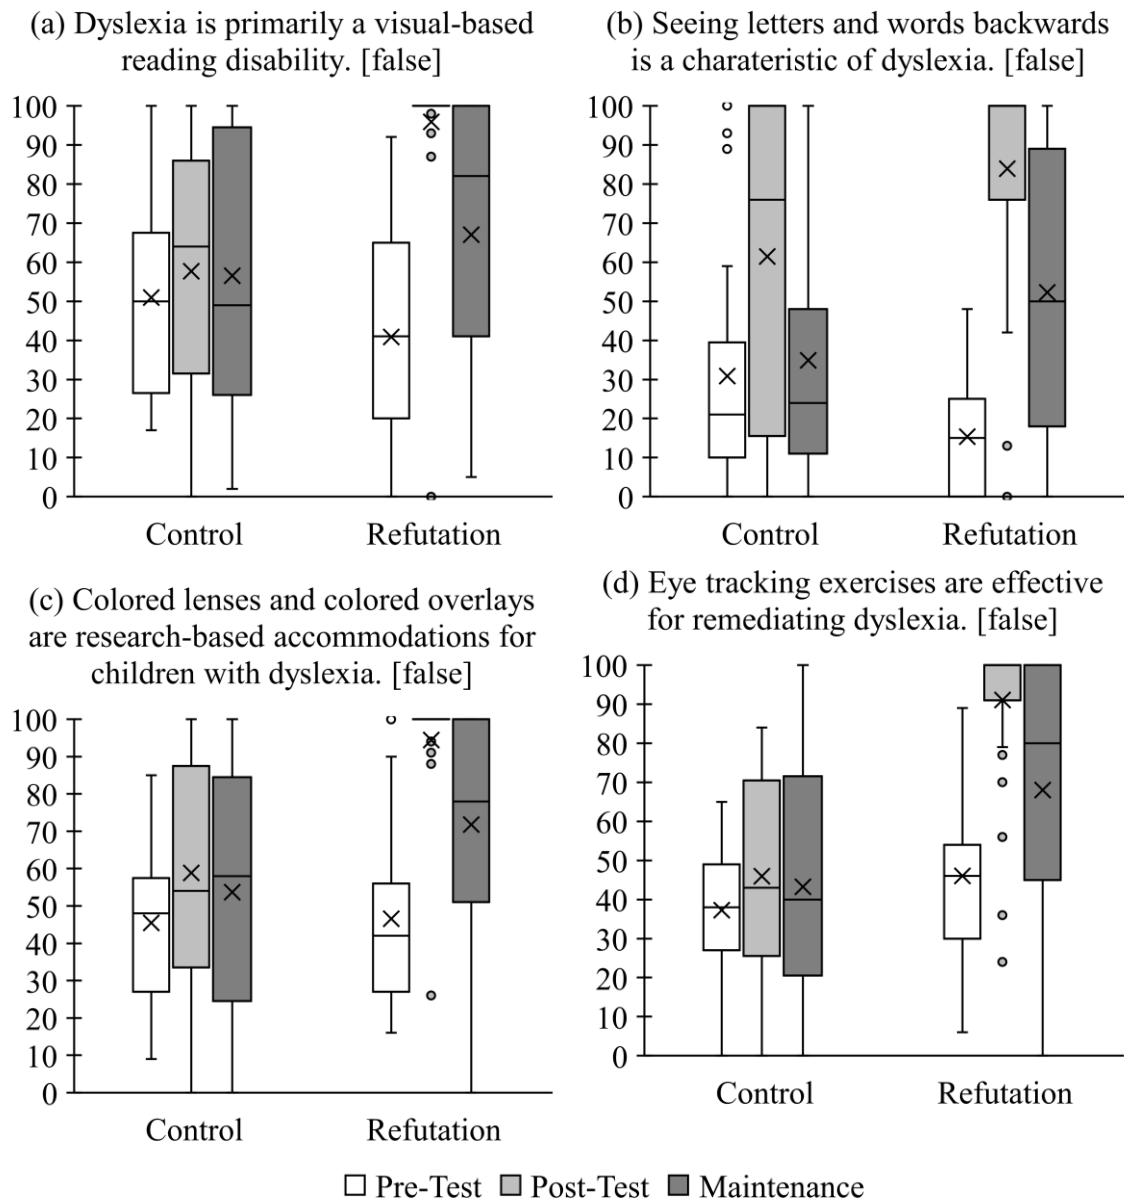 (a) Dyslexia is primarily a visual-based
reading disability. [false]
100
90
80
70
60
50
40
30
20
10
0
Control
Refutation
(b) Seeing letters and words backwards
is a charateristic of dyslexia. [false]
100
90
80
70
60
50
40
30
20
10
0
Control
Refutation
(c) Colored lenses and colored overlays
are research-based accommodations for
children with dyslexia. [false]
100
90
80
70
60
50
40
30
20
10
0
Control
Refutation
(d) Eye tracking exercises are effective
for remediating dyslexia. [false]
100
90
80
70
60
50
40
30
20
10
0
Control
Refutation
Pre-Test Post-Test Maintenance